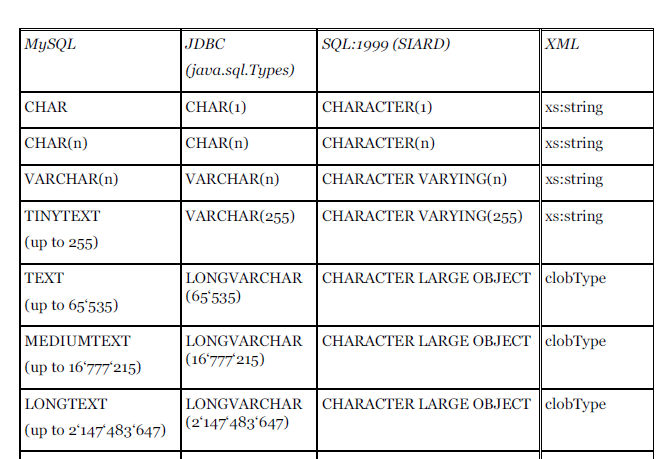 MySQL JDBC (java.sql.Types) SQL:1999 (SIARD) XML
CHAR CHAR(1) CHARACTER(1) xs:string
CHAR(n) CHAR(n) CHARACTER(n) xs:string
VARCHAR(n) VARCHAR(n) CHARACTER VARYING(n) xs:string
TINYTEXT (up to 255) VARCHAR(255) CHARACTER VARYING(255) xs:string
TEXT (up to 65‘535) LONGVARCHAR (65‘535) CHARACTER LARGE OBJECT clobType
MEDIUMTEXT (up to 16‘777‘215) LONGVARCHAR (16‘777‘215) CHARACTER LARGE OBJECT clobType
LONGTEXT (up to 2‘147‘483‘647) LONGVARCHAR (2‘147‘483‘647) CHARACTER LARGE OBJECT clobType